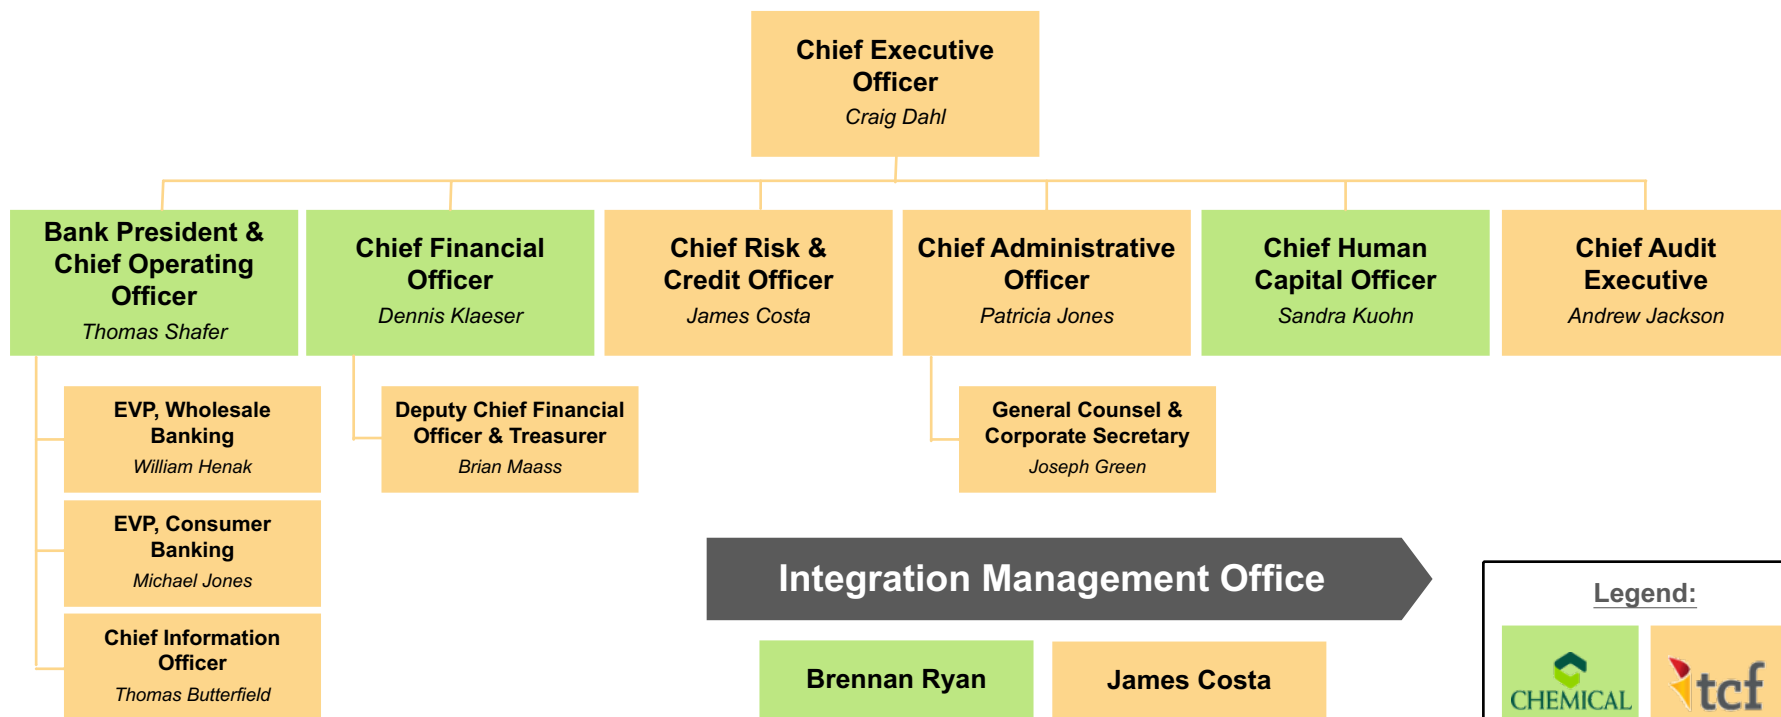 Chief Executive
Officer
Craig Dahl
Bank President &
Chief Operating
Officer
Thomas Shafer
Chief Financial
Officer
Dennis Klaeser
Chief Risk &
Credit Officer
James Costa
Chief Administrative
Officer
Patricia Jones
Chief Human
Capital Officer
Sandra Kuohn
Chief Audit
Executive
Andrew Jackson
EVP, Wholesale
Banking
William Henak
EVP, Consumer
Banking
Michael Jones
Chief Information
Officer
Thomas Butterfield
Deputy Chief Financial
Officer & Treasurer
Brian Maass
General Counsel &
Corporate Secretary
Joseph Green
Integration Management Office
Brennan Ryan
James Costa
Legend:
CHEMICAL
tcf